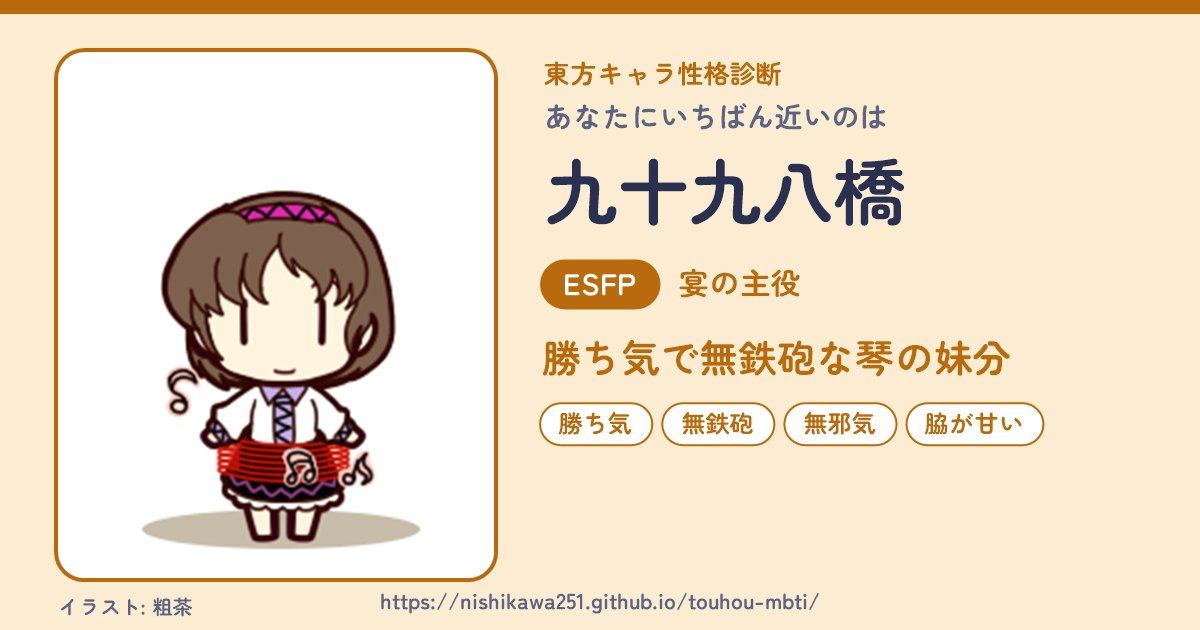 東方キャラ性格診断
あなたにいちばん近いのは
九十九八橋
ESFP 宴の主役
勝ち気で無鉄砲な琴の妹分
勝ち気 無鉄砲 無邪気 脇が甘い
イラスト: 粗茶
https://nishikawa251.github.io/touhou-mbti/